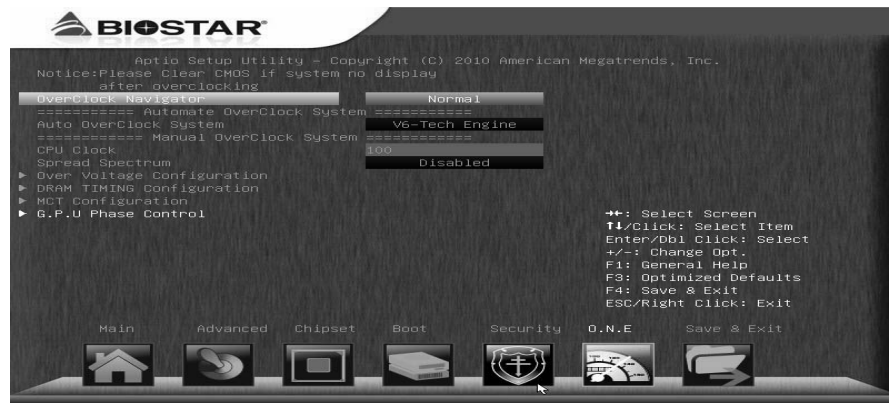 BIOSTAR®
Aptio Setup Utility - Copyright (C) 2010 American Megatrends, Inc.
Notice:Please Clear CMOS if system no display
after overclocking
OverClock Navigator Normal
=========== Automate OverClock System ===========
Auto OverClock System V6-Tech Engine
=========== Manual OverClock System =============
CPU Clock 100
Spread Spectrum Disabled
▶ Over Voltage Configuration
▶ DRAM TIMING Configuration
▶ MCT Configuration
▶ G.P.U Phase Control
→←: Select Screen
↑↓/Click: Select Item
Enter/Dbl Click: Select
+/-: Change Opt.
F1: General Help
F3: Optimized Defaults
F4: Save & Exit
ESC/Right Click: Exit
Main Advanced Chipset Boot Security O.N.E Save & Exit